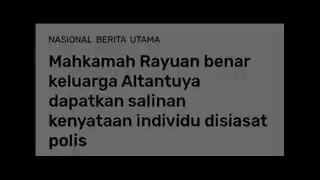 NASIONAL BERITA UTAMA
Mahkamah Rayuan benar
keluarga Altantuya
dapatkan salinan
kenyataan individu disiasat
polis